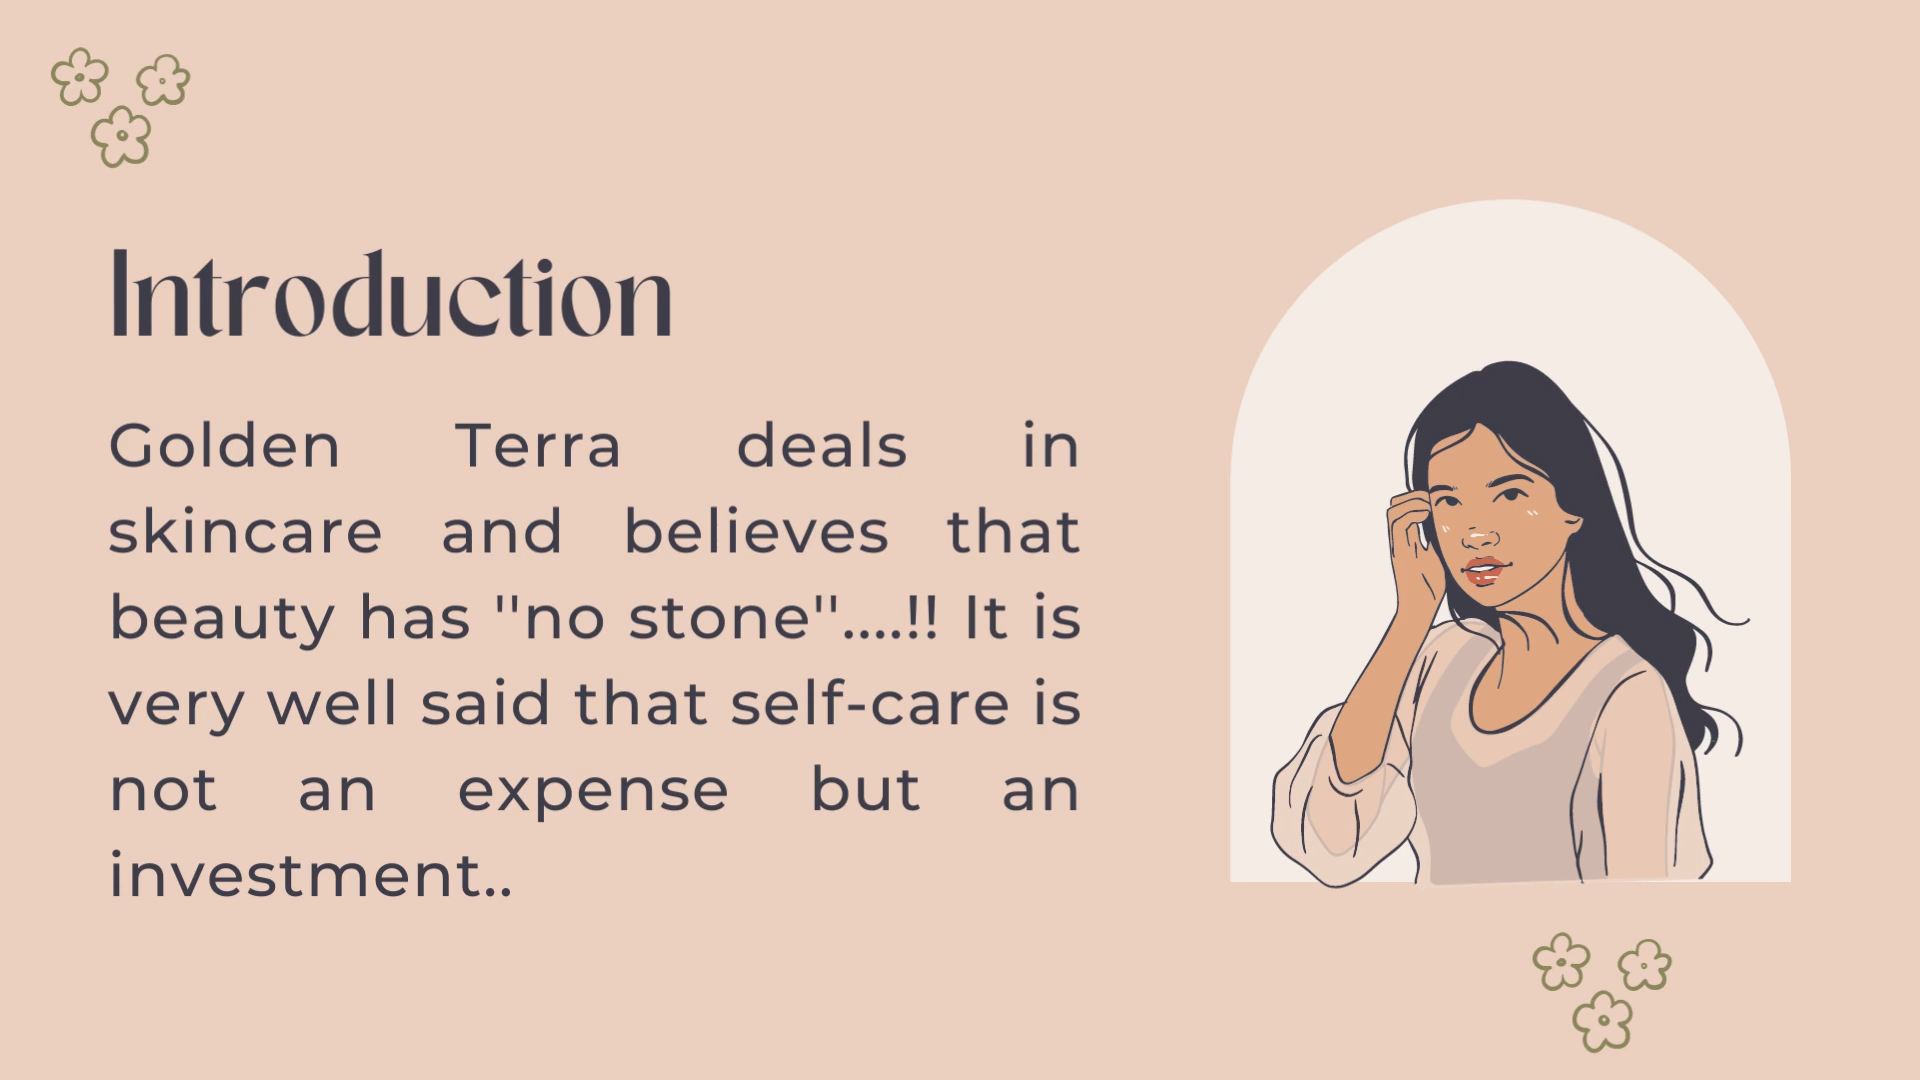 Introduction
Golden Terra deals in
skincare and believes that
beauty has "no stone"....!! It is
very well said that self-care is
not an expense but an
investment..